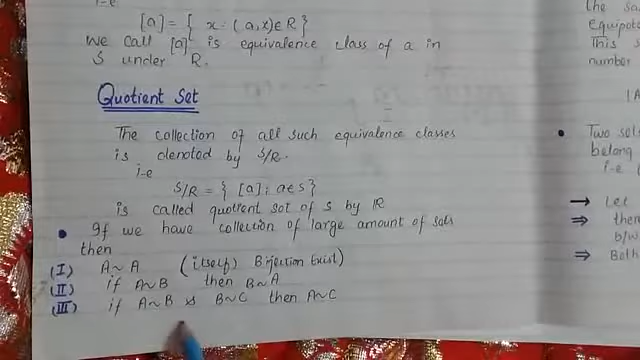 i-e
[a] = { x : (a,x) ∈ R }
we call [a] is equivalence class of a in
S under R.
Quotient Set
The collection of all such equivalence classes
is denoted by S/R.
i-e
S/R = { [a] ; a ∈ S }
is called quotient set of S by R
• If we have collection of large amount of sets
then
(I) A ~ A (itself) Bijection Exist)
(II) if A ~ B then B ~ A
(III) if A ~ B & B ~ C then A ~ C
the
Equipot
This s
number
|A
• Two sets
belong
i-e (
→ Let
⇒ then
b/w
⇒ Both